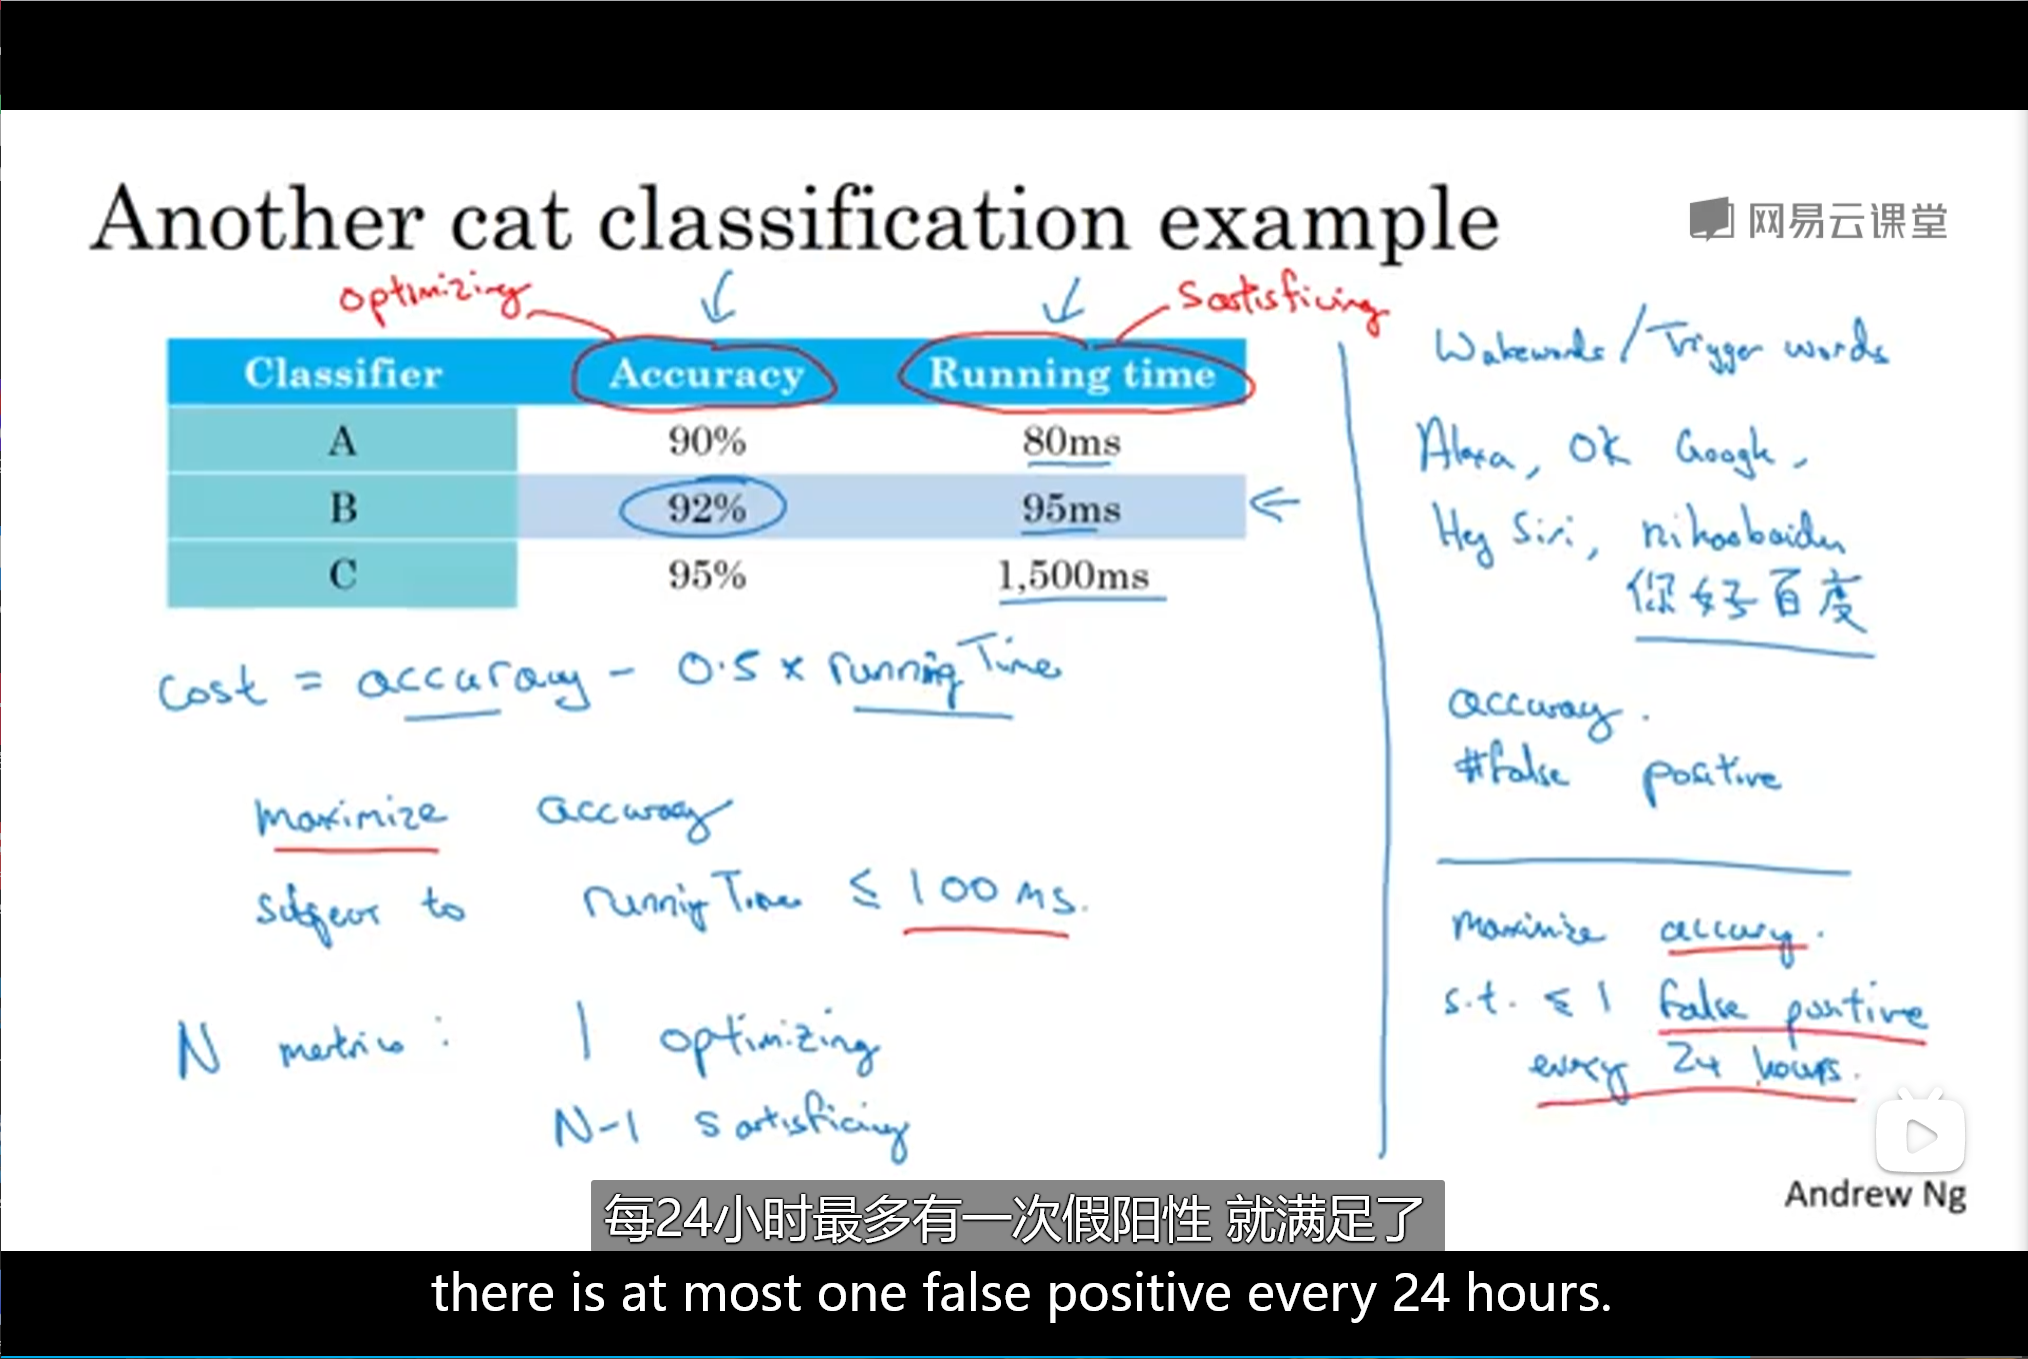 Another cat classification example
网易云课堂
optimizing
Satisficing
Classifier Accuracy Running time
A 90% 80ms
B 92% 95ms
C 95% 1,500ms
Cost = accuracy - 0.5 x running Time
maximize accuracy
subject to running Time ≤ 100 ms.
N metrics: 1 optimizing
N-1 satisficing
Wakewords / Trigger words
Alexa, OK Google,
Hey Siri, nihaobaidu
你好百度
accuracy.
#false positive
Maximize accuracy.
s.t. ≤ 1 false positive
every 24 hours.
Andrew Ng
每24小时最多有一次假阳性 就满足了
there is at most one false positive every 24 hours.